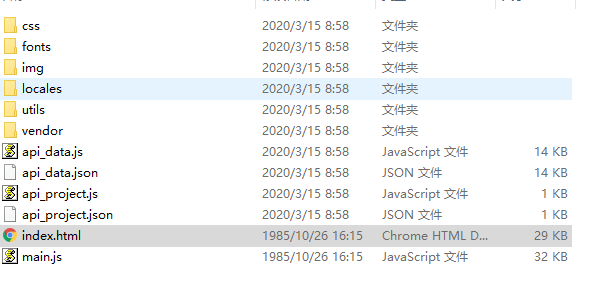 css 2020/3/15 8:58 文件夹
fonts 2020/3/15 8:58 文件夹
img 2020/3/15 8:58 文件夹
locales 2020/3/15 8:58 文件夹
utils 2020/3/15 8:58 文件夹
vendor 2020/3/15 8:58 文件夹
api_data.js 2020/3/15 8:58 JavaScript 文件 14 KB
api_data.json 2020/3/15 8:58 JSON 文件 14 KB
api_project.js 2020/3/15 8:58 JavaScript 文件 1 KB
api_project.json 2020/3/15 8:58 JSON 文件 1 KB
index.html 1985/10/26 16:15 Chrome HTML D... 29 KB
main.js 1985/10/26 16:15 JavaScript 文件 32 KB